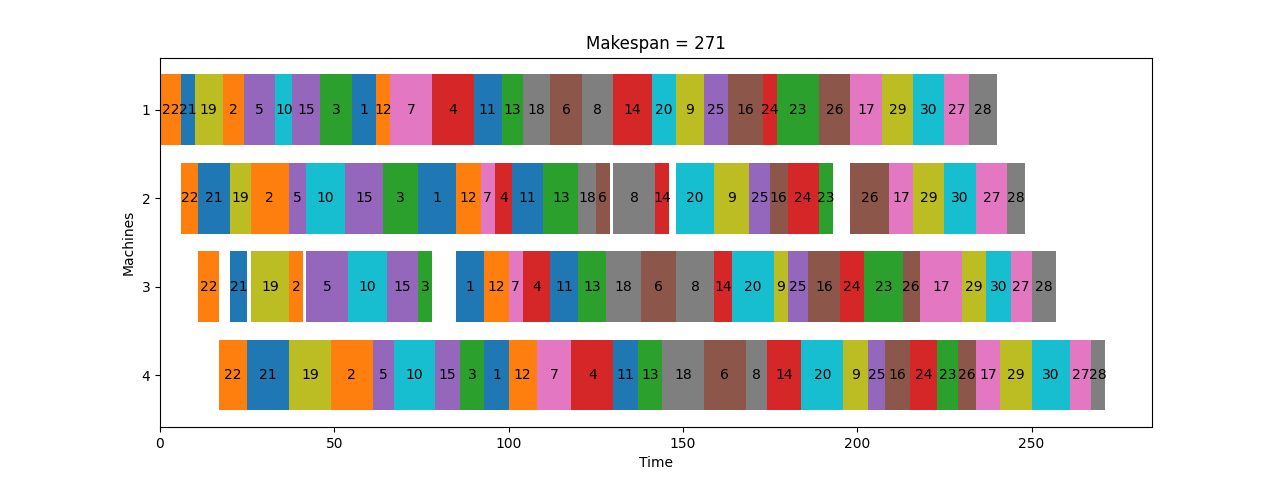 Makespan = 271
Machines
1 22 21 19 2 5 10 15 3 1 12 7 4 11 13 18 6 8 14 20 9 25 16 24 23 26 17 29 30 27 28
2 22 21 19 2 5 10 15 3 1 12 7 4 11 13 18 6 8 14 20 9 25 16 24 23 26 17 29 30 27 28
3 22 21 19 2 5 10 15 3 1 12 7 4 11 13 18 6 8 14 20 9 25 16 24 23 26 17 29 30 27 28
4 22 21 19 2 5 10 15 3 1 12 7 4 11 13 18 6 8 14 20 9 25 16 24 23 26 17 29 30 27 28
0 50 100 150 200 250
Time